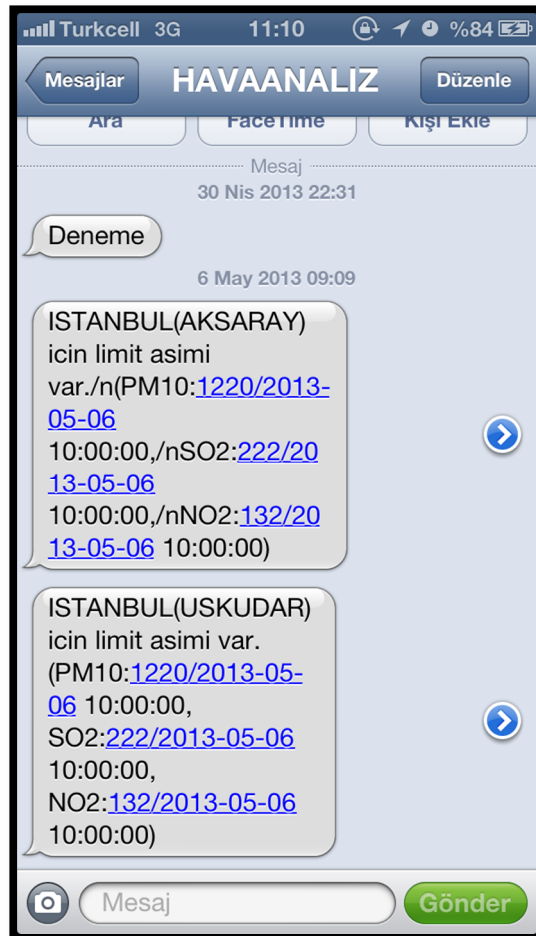 Turkcell 3G 11:10 %84
Mesajlar HAVAANALIZ Düzenle
Ara FaceTime Kişi Ekle
Mesaj
30 Nis 2013 22:31
Deneme
6 May 2013 09:09
ISTANBUL(AKSARAY)
icin limit asimi
var./n(PM10:1220/2013-
05-06
10:00:00,/nSO2:222/20
13-05-06
10:00:00,/nNO2:132/20
13-05-06 10:00:00)
ISTANBUL(USKUDAR)
icin limit asimi var.
(PM10:1220/2013-05-
06 10:00:00,
SO2:222/2013-05-06
10:00:00,
NO2:132/2013-05-06
10:00:00)
Mesaj Gönder